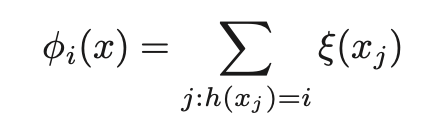 ϕ_i(x) = ∑_{j:h(x_j)=i} ξ(x_j)